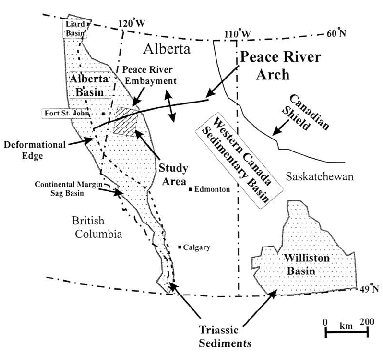 Liard
Basin
120°W
Alberta
110°W
60°N
Peace River
Embayment
Peace River
Arch
Alberta
Basin
Canadian
Shield
Fort St. John
Western Canada
Sedimentary Basin
Deformational
Edge
Study
Area
Saskatchewan
Continental Margin
Sag Basin
Edmonton
British
Columbia
Calgary
Williston
Basin
49°N
Triassic
Sediments
0 200
km